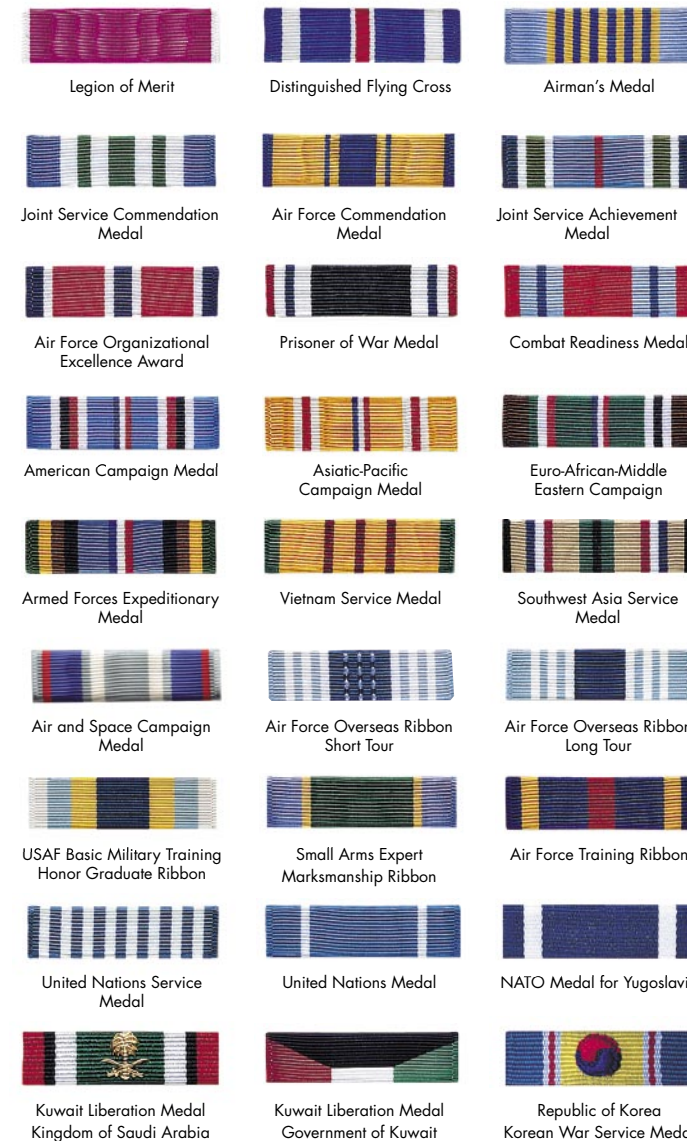 Legion of Merit
Distinguished Flying Cross
Airman's Medal
Joint Service Commendation
Medal
Air Force Commendation
Medal
Joint Service Achievement
Medal
Air Force Organizational
Excellence Award
Prisoner of War Medal
Combat Readiness Medal
American Campaign Medal
Asiatic-Pacific
Campaign Medal
Euro-African-Middle
Eastern Campaign
Armed Forces Expeditionary
Medal
Vietnam Service Medal
Southwest Asia Service
Medal
Air and Space Campaign
Medal
Air Force Overseas Ribbon
Short Tour
Air Force Overseas Ribbon
Long Tour
USAF Basic Military Training
Honor Graduate Ribbon
Small Arms Expert
Marksmanship Ribbon
Air Force Training Ribbon
United Nations Service
Medal
United Nations Medal
NATO Medal for Yugoslavi
Kuwait Liberation Medal
Kingdom of Saudi Arabia
Kuwait Liberation Medal
Government of Kuwait
Republic of Korea
Korean War Service Meda